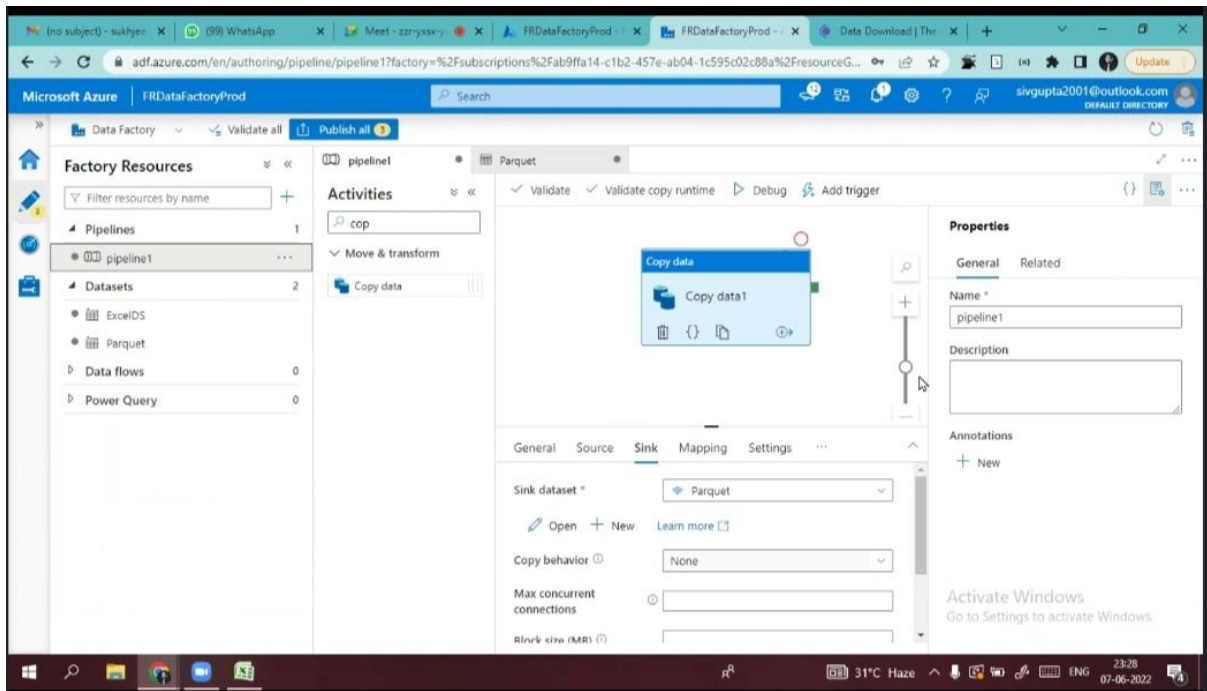 (no subject) - sukhjee
(99) WhatsApp
Meet - zzr-yxsx-y
FRDataFactoryProd -
FRDataFactoryProd -
Data Download | The
adf.azure.com/en/authoring/pipeline/pipeline1?factory=%2Fsubscriptions%2Fab9ffa14-c1b2-457e-ab04-1c595c02c88a%2FresourceG...
Update
Microsoft Azure
FRDataFactoryProd
Search
12
1
sivgupta2001@outlook.com
DEFAULT DIRECTORY
Data Factory
Validate all
Publish all 3
Factory Resources
Filter resources by name
Pipelines 1
pipeline1
Datasets 2
ExcelDS
Parquet
Data flows 0
Power Query 0
pipeline1
Parquet
Activities
cop
Move & transform
Copy data
Validate
Validate copy runtime
Debug
Add trigger
Copy data
Copy data1
General Source Sink Mapping Settings ...
Sink dataset *
Parquet
Open
New
Learn more
Copy behavior
None
Max concurrent
connections
Block size (MB)
Properties
General Related
Name *
pipeline1
Description
Annotations
New
Activate Windows
Go to Settings to activate Windows.
31°C Haze
ENG
23:28
07-06-2022
4